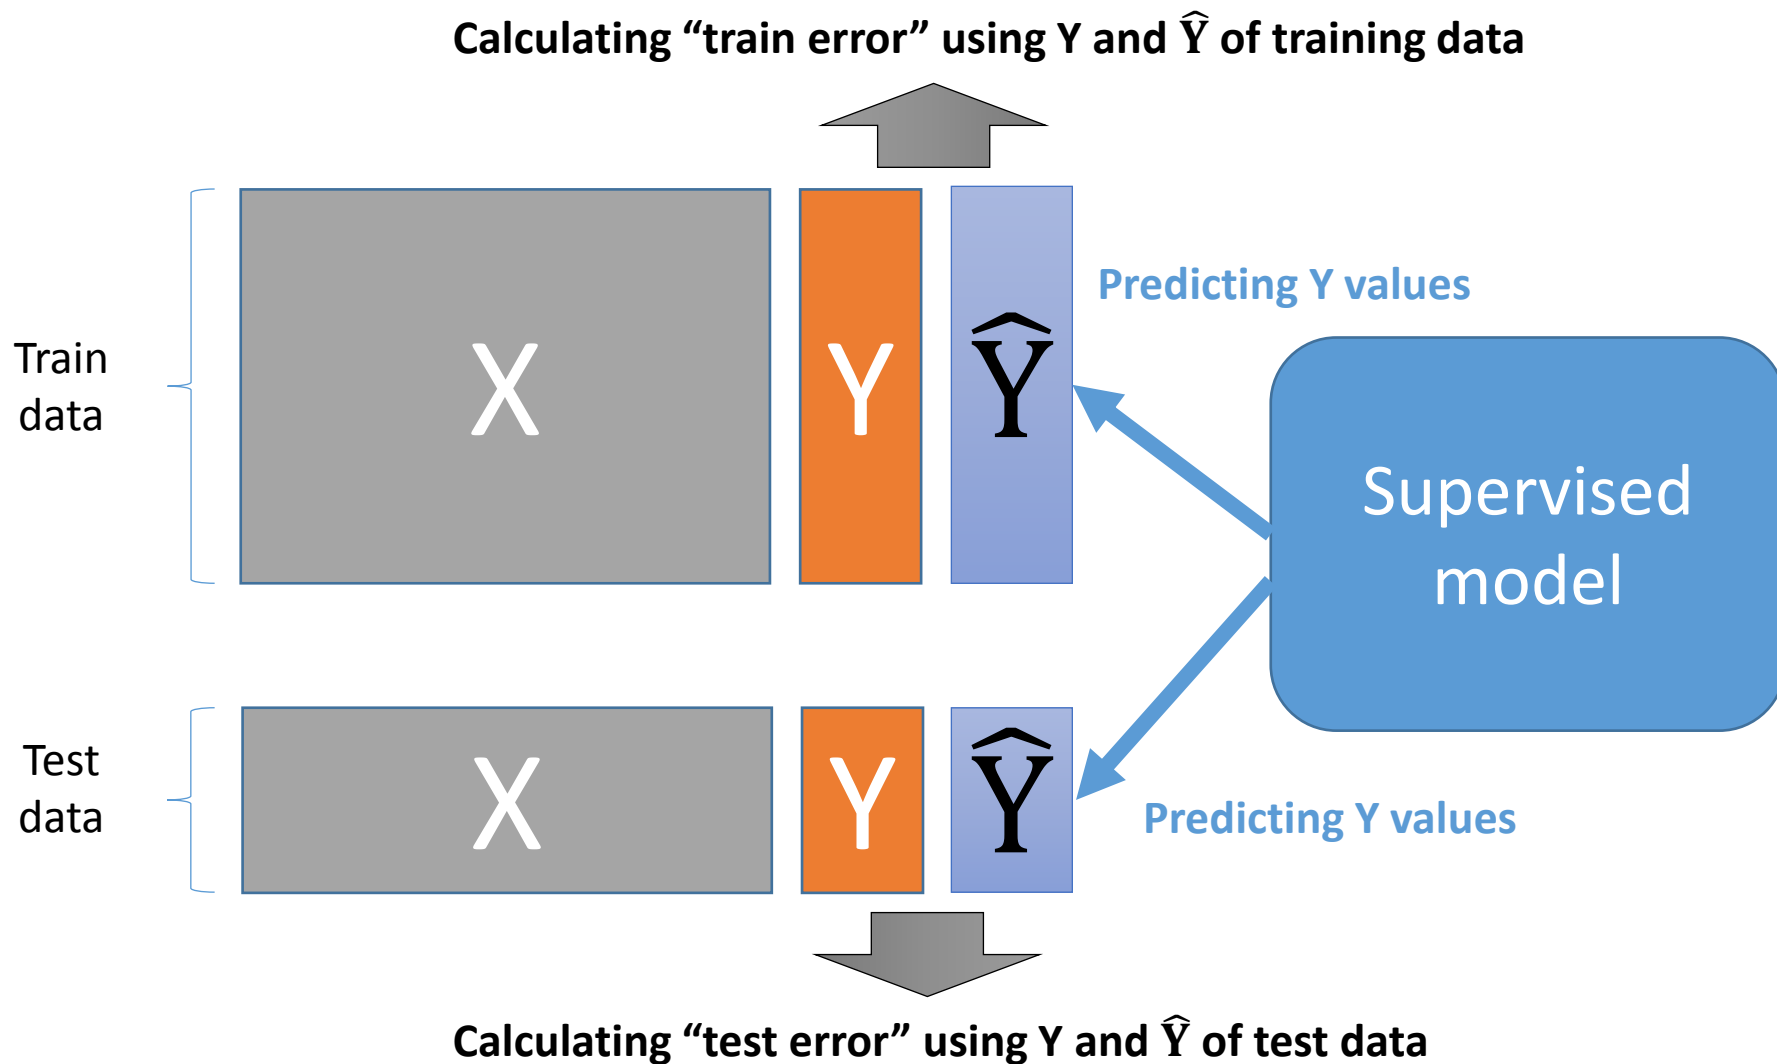 Calculating “train error” using Y and Ŷ of training data
Train
data
X
Y
Ŷ
Predicting Y values
Supervised
model
Test
data
X
Y
Ŷ
Predicting Y values
Calculating “test error” using Y and Ŷ of test data